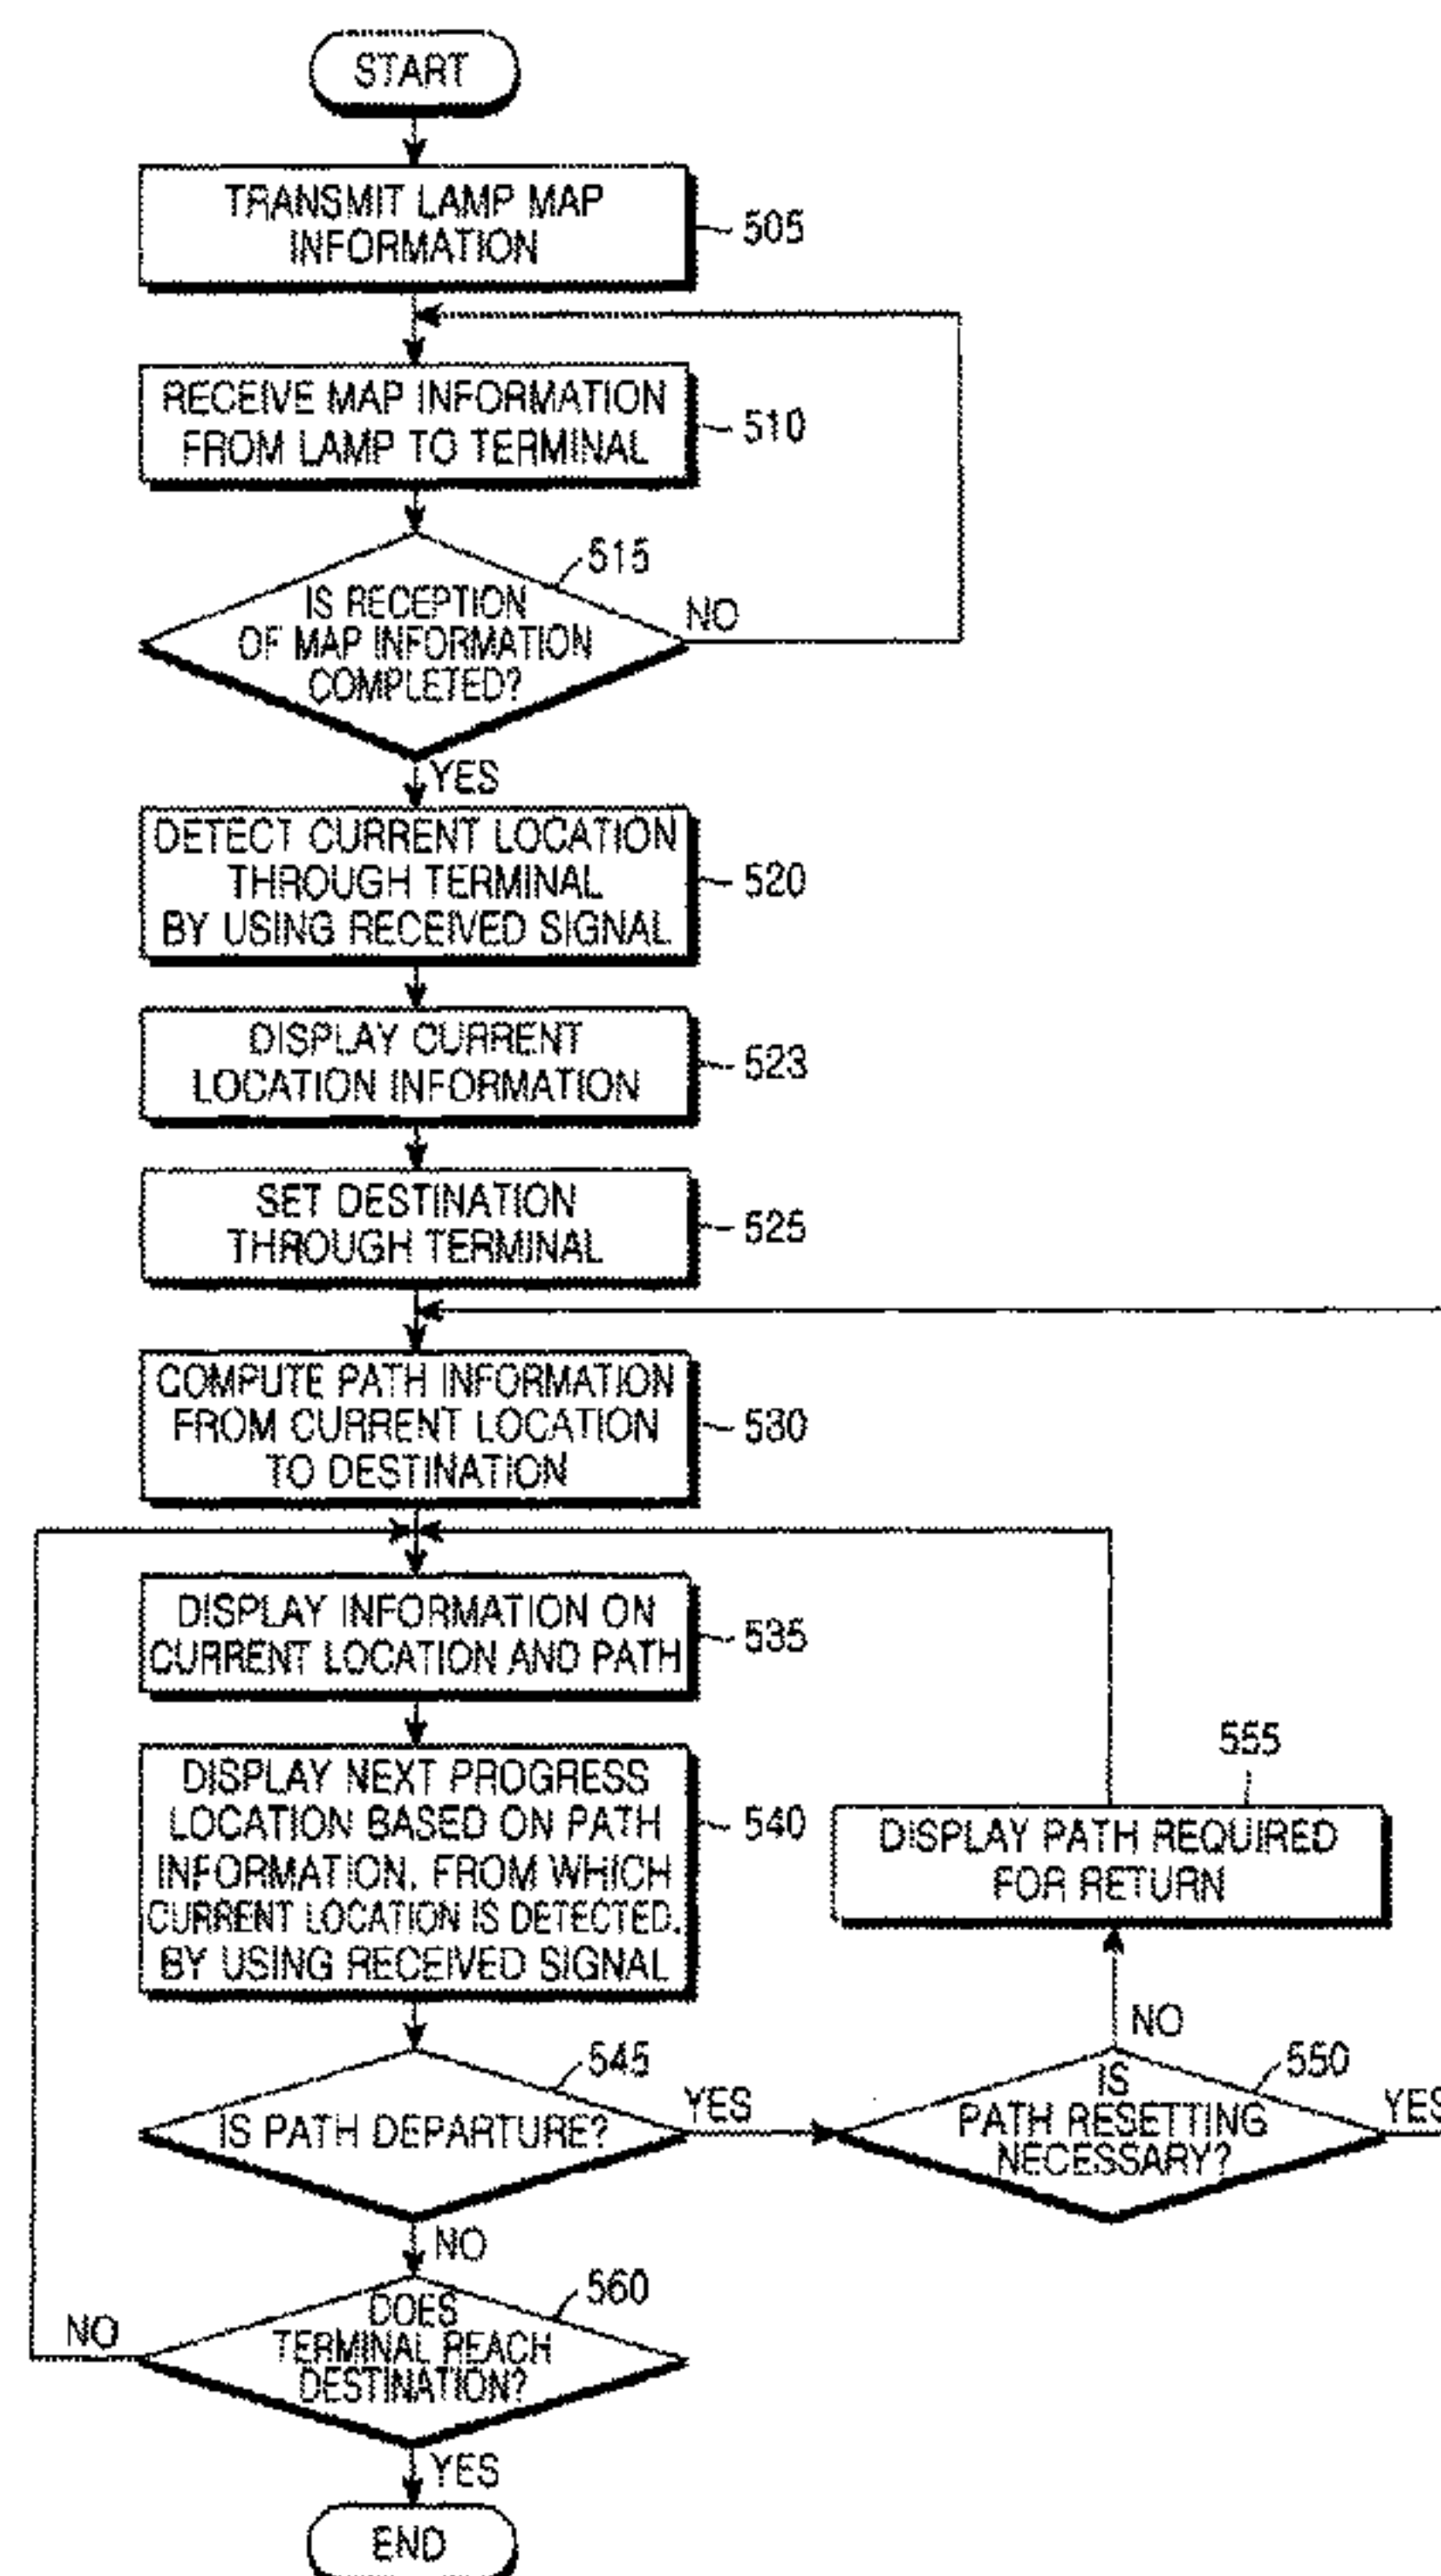 START
TRANSMIT LAMP MAP
INFORMATION
505
RECEIVE MAP INFORMATION
FROM LAMP TO TERMINAL
510
515
IS RECEPTION
OF MAP INFORMATION
COMPLETED?
NO
YES
DETECT CURRENT LOCATION
THROUGH TERMINAL
BY USING RECEIVED SIGNAL
520
DISPLAY CURRENT
LOCATION INFORMATION
523
SET DESTINATION
THROUGH TERMINAL
525
COMPUTE PATH INFORMATION
FROM CURRENT LOCATION
TO DESTINATION
530
DISPLAY INFORMATION ON
CURRENT LOCATION AND PATH
535
DISPLAY NEXT PROGRESS
LOCATION BASED ON PATH
INFORMATION, FROM WHICH
CURRENT LOCATION IS DETECTED,
BY USING RECEIVED SIGNAL
540
555
DISPLAY PATH REQUIRED
FOR RETURN
NO
545
IS PATH DEPARTURE?
YES
550
IS
PATH RESETTING
NECESSARY?
YES
NO
560
DOES
TERMINAL REACH
DESTINATION?
NO
YES
END